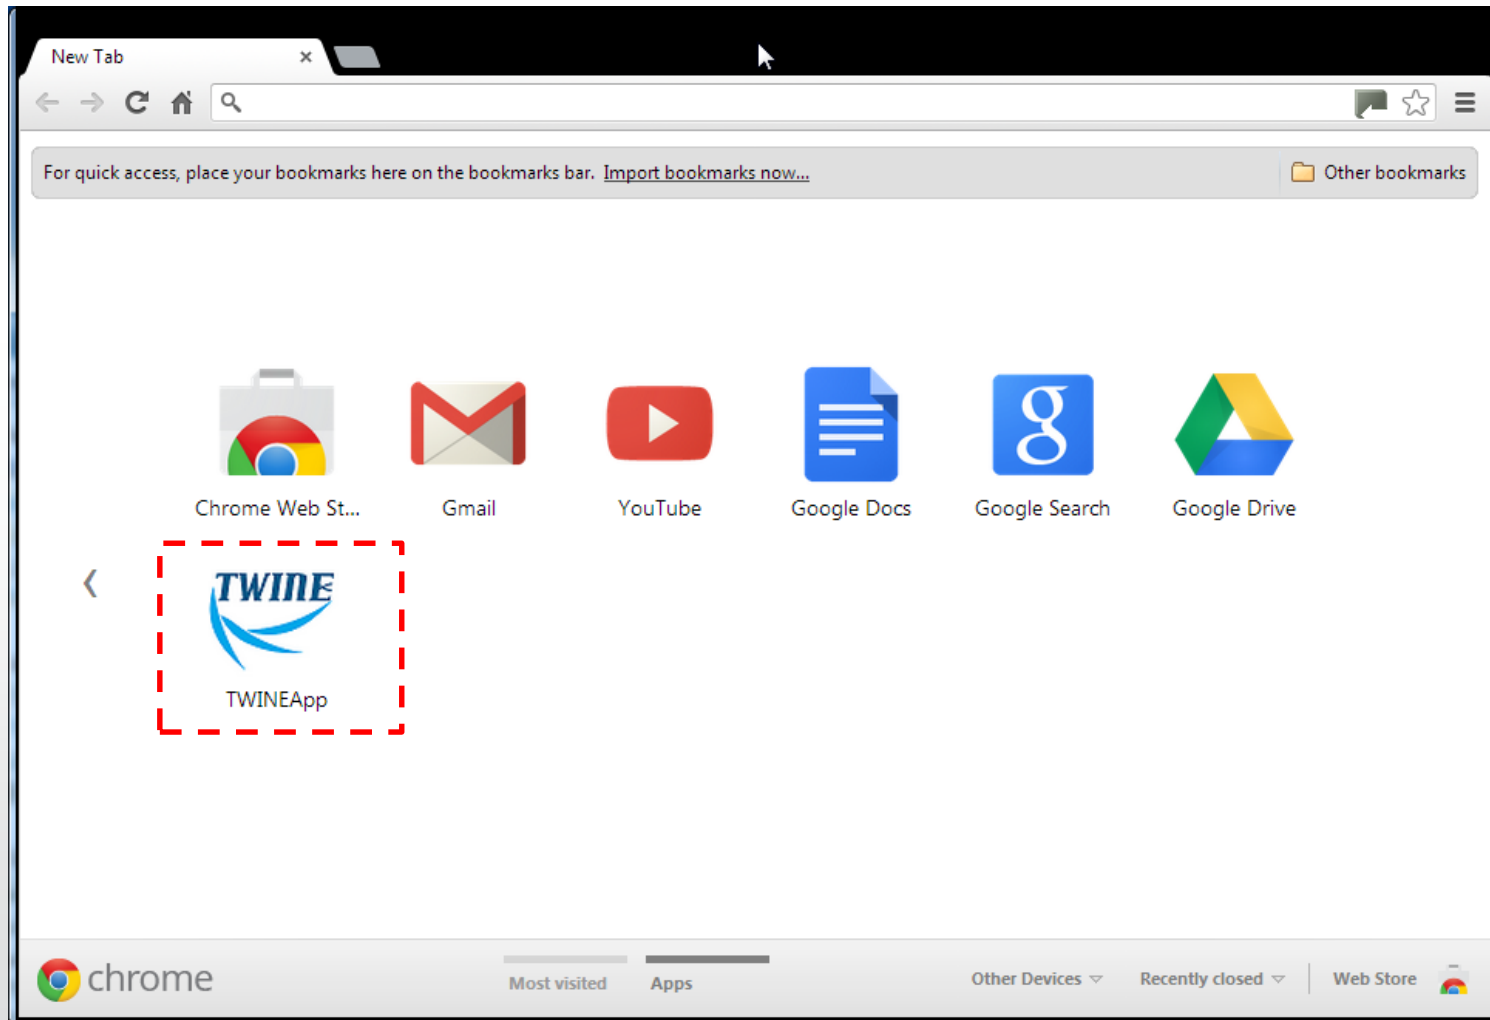 New Tab
For quick access, place your bookmarks here on the bookmarks bar. Import bookmarks now... Other bookmarks
Chrome Web St... Gmail YouTube Google Docs Google Search Google Drive
TWINE
TWINEApp
chrome Most visited Apps Other Devices Recently closed Web Store